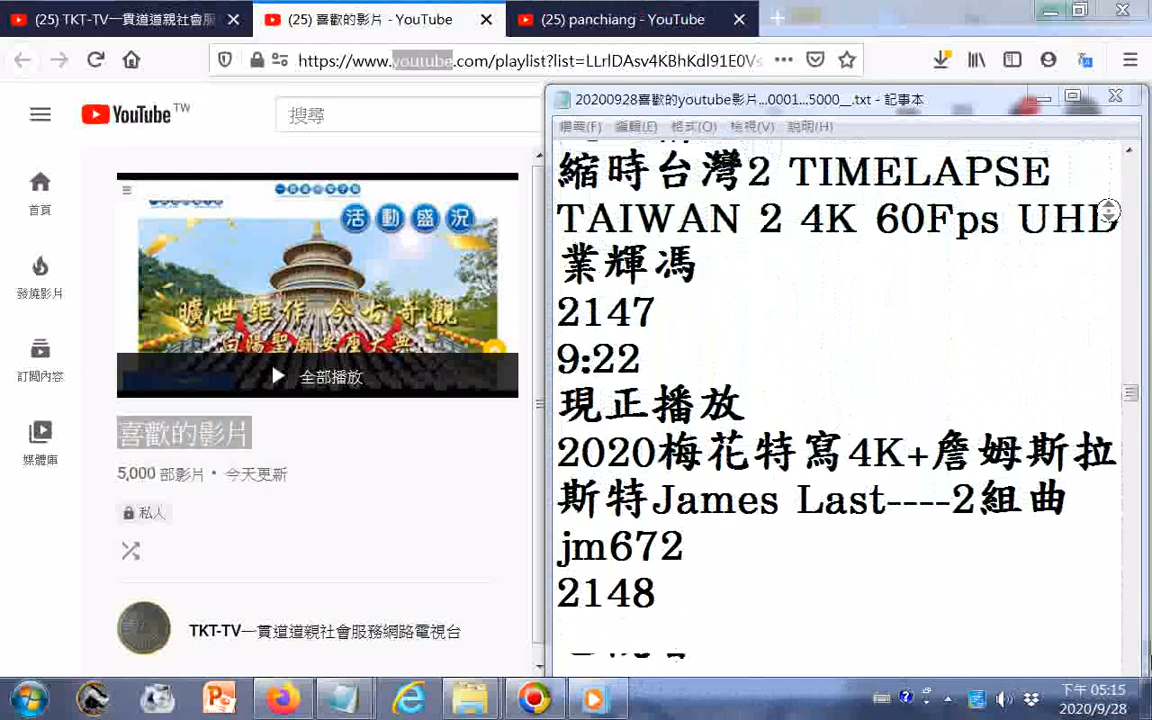 (25) TKT-TV一貫道道親社會服
(25) 喜歡的影片 - YouTube
(25) panchiang - YouTube
https://www.youtube.com/playlist?list=LLrlDAsv4KBhKdl91E0Vs
YouTube TW
搜尋
首頁
發燒影片
訂閱內容
媒體庫
活動盛況
曠世鉅作 今古奇觀
全部播放
喜歡的影片
5,000 部影片・ 今天更新
私人
TKT-TV一貫道道親社會服務網路電視台
20200928喜歡的youtube影片...0001...5000__.txt - 記事本
檔案(F) 編輯(E) 格式(O) 檢視(V) 說明(H)
縮時台灣2 TIMELAPSE
TAIWAN 2 4K 60Fps UHD
業輝馮
2147
9:22
現正播放
2020梅花特寫4K+詹姆斯拉
斯特James Last----2組曲
jm672
2148
下午 05:15
2020/9/28